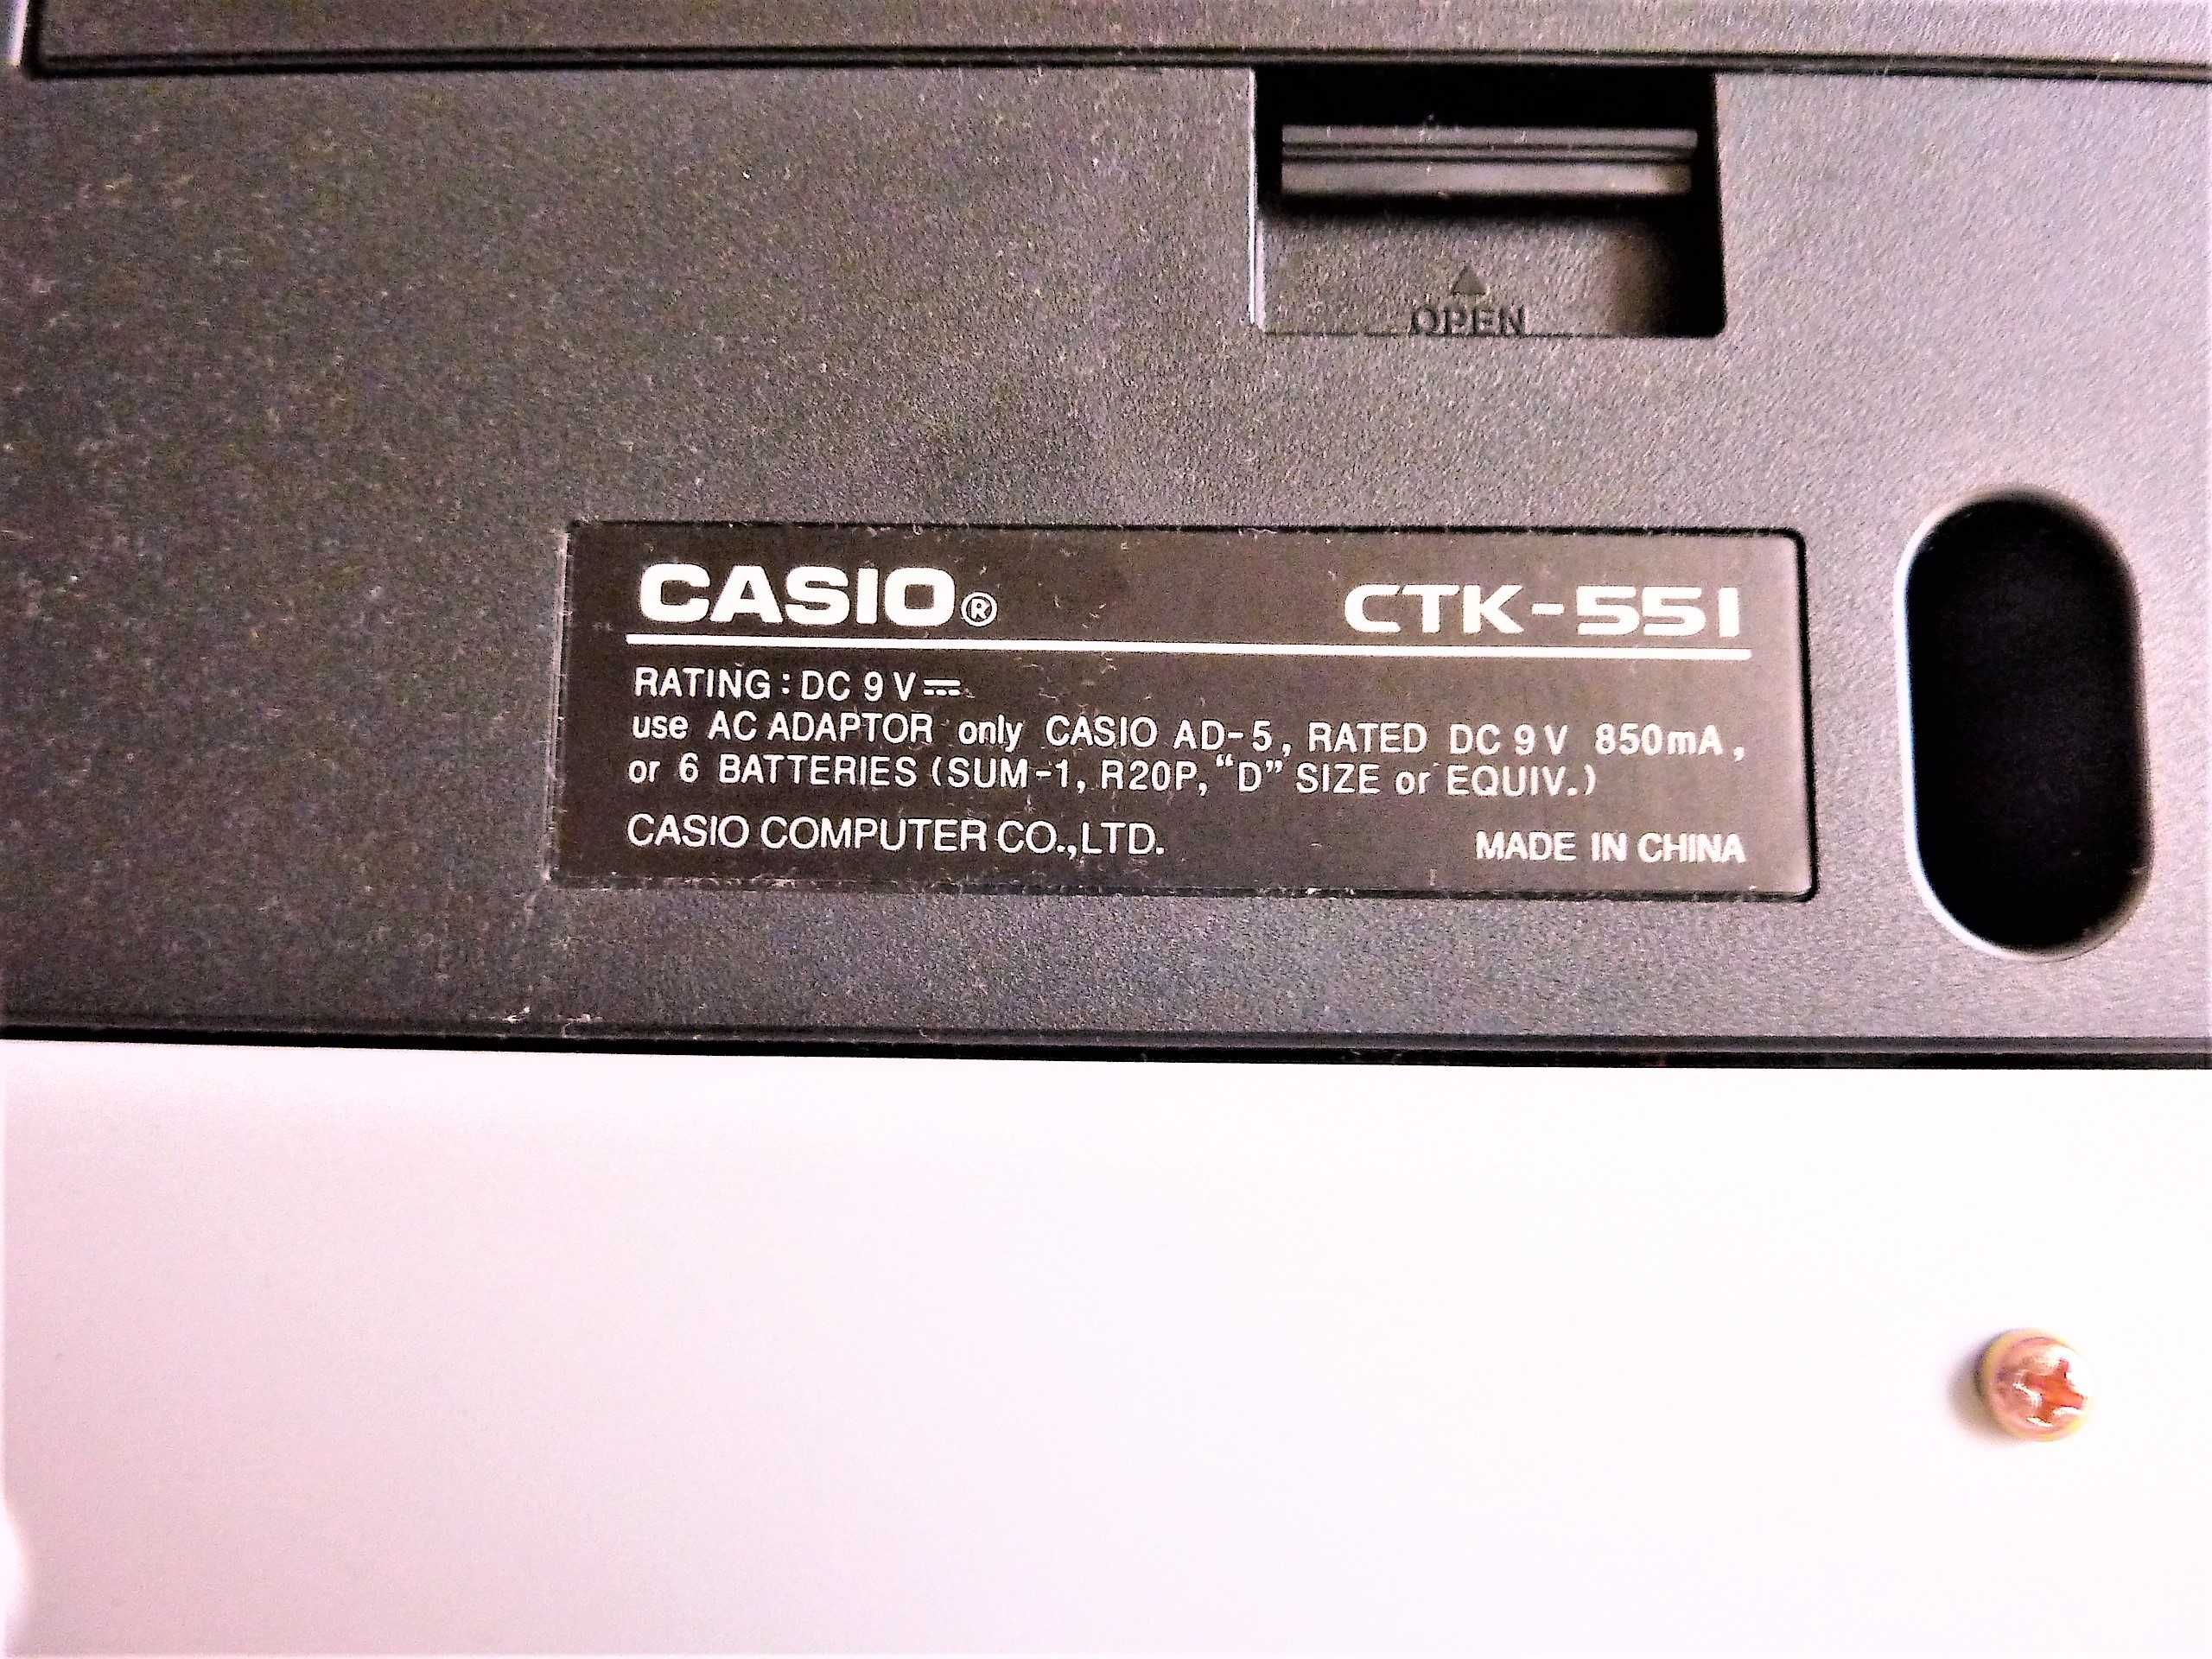 OPEN
CASIO® CTK-551
RATING : DC 9 V ⎓
use AC ADAPTOR only CASIO AD-5, RATED DC 9 V 850mA,
or 6 BATTERIES (SUM-1, R20P, “D” SIZE or EQUIV.)
CASIO COMPUTER CO.,LTD. MADE IN CHINA